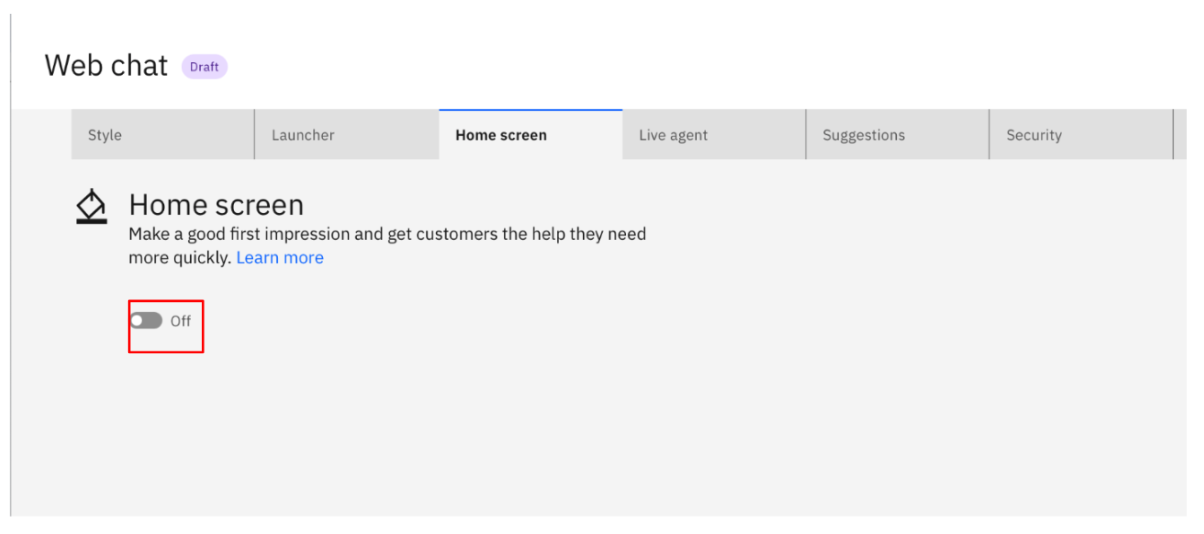 Web chat Draft
Style Launcher Home screen Live agent Suggestions Security
Home screen
Make a good first impression and get customers the help they need
more quickly. Learn more
Off